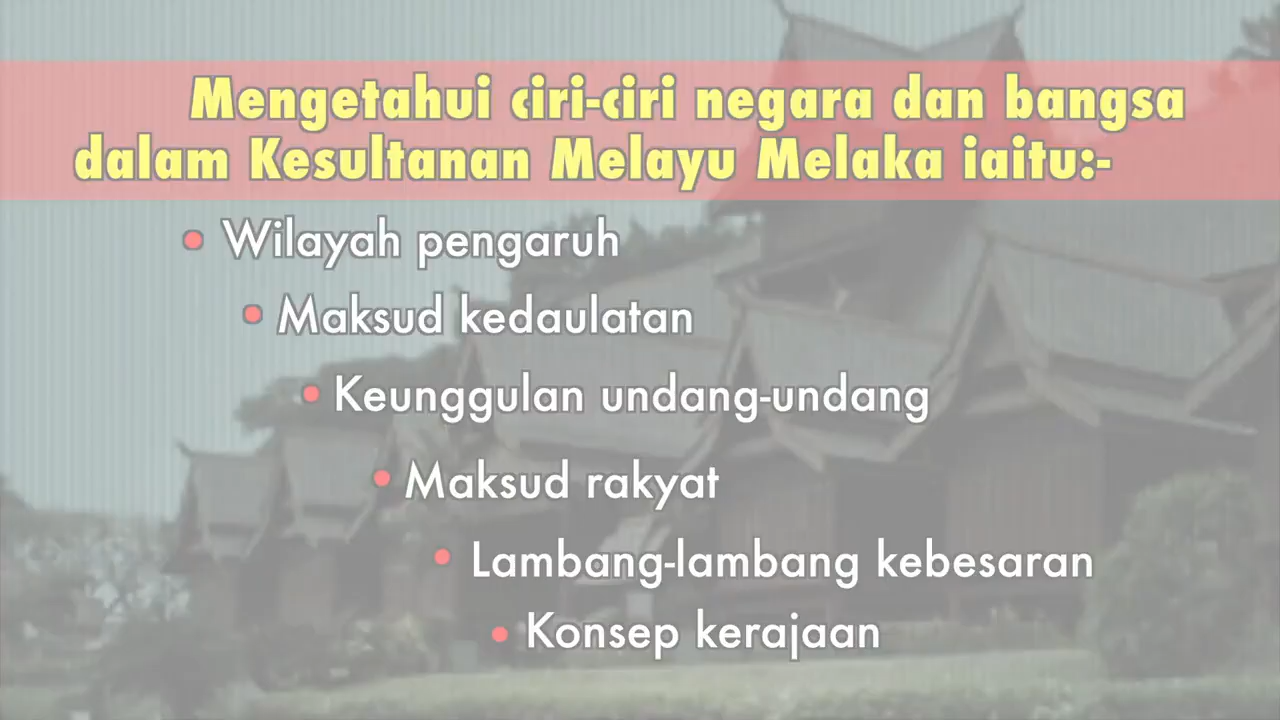 Mengetahui ciri-ciri negara dan bangsa
dalam Kesultanan Melayu Melaka iaitu:-
• Wilayah pengaruh
• Maksud kedaulatan
• Keunggulan undang-undang
• Maksud rakyat
• Lambang-lambang kebesaran
• Konsep kerajaan